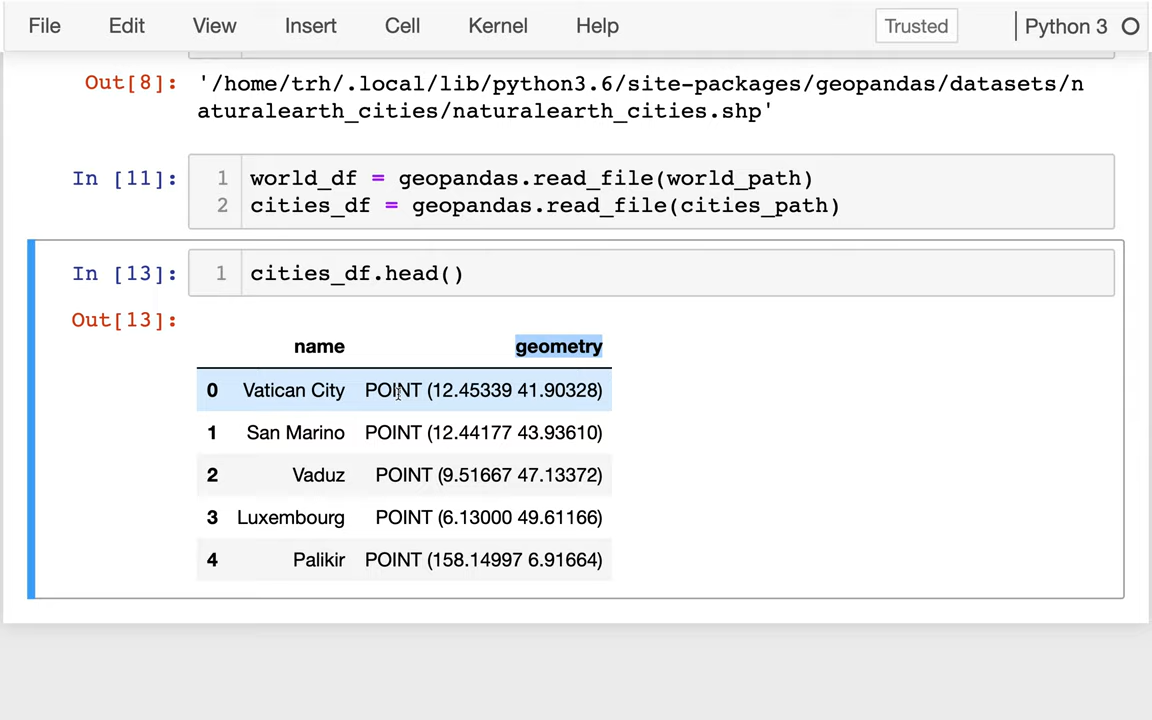 File Edit View Insert Cell Kernel Help Trusted Python 3
Out[8]: '/home/trh/.local/lib/python3.6/site-packages/geopandas/datasets/n
aturalearth_cities/naturalearth_cities.shp'
In [11]: 1 world_df = geopandas.read_file(world_path)
2 cities_df = geopandas.read_file(cities_path)
In [13]: 1 cities_df.head()
Out[13]:
name geometry
0 Vatican City POINT (12.45339 41.90328)
1 San Marino POINT (12.44177 43.93610)
2 Vaduz POINT (9.51667 47.13372)
3 Luxembourg POINT (6.13000 49.61166)
4 Palikir POINT (158.14997 6.91664)